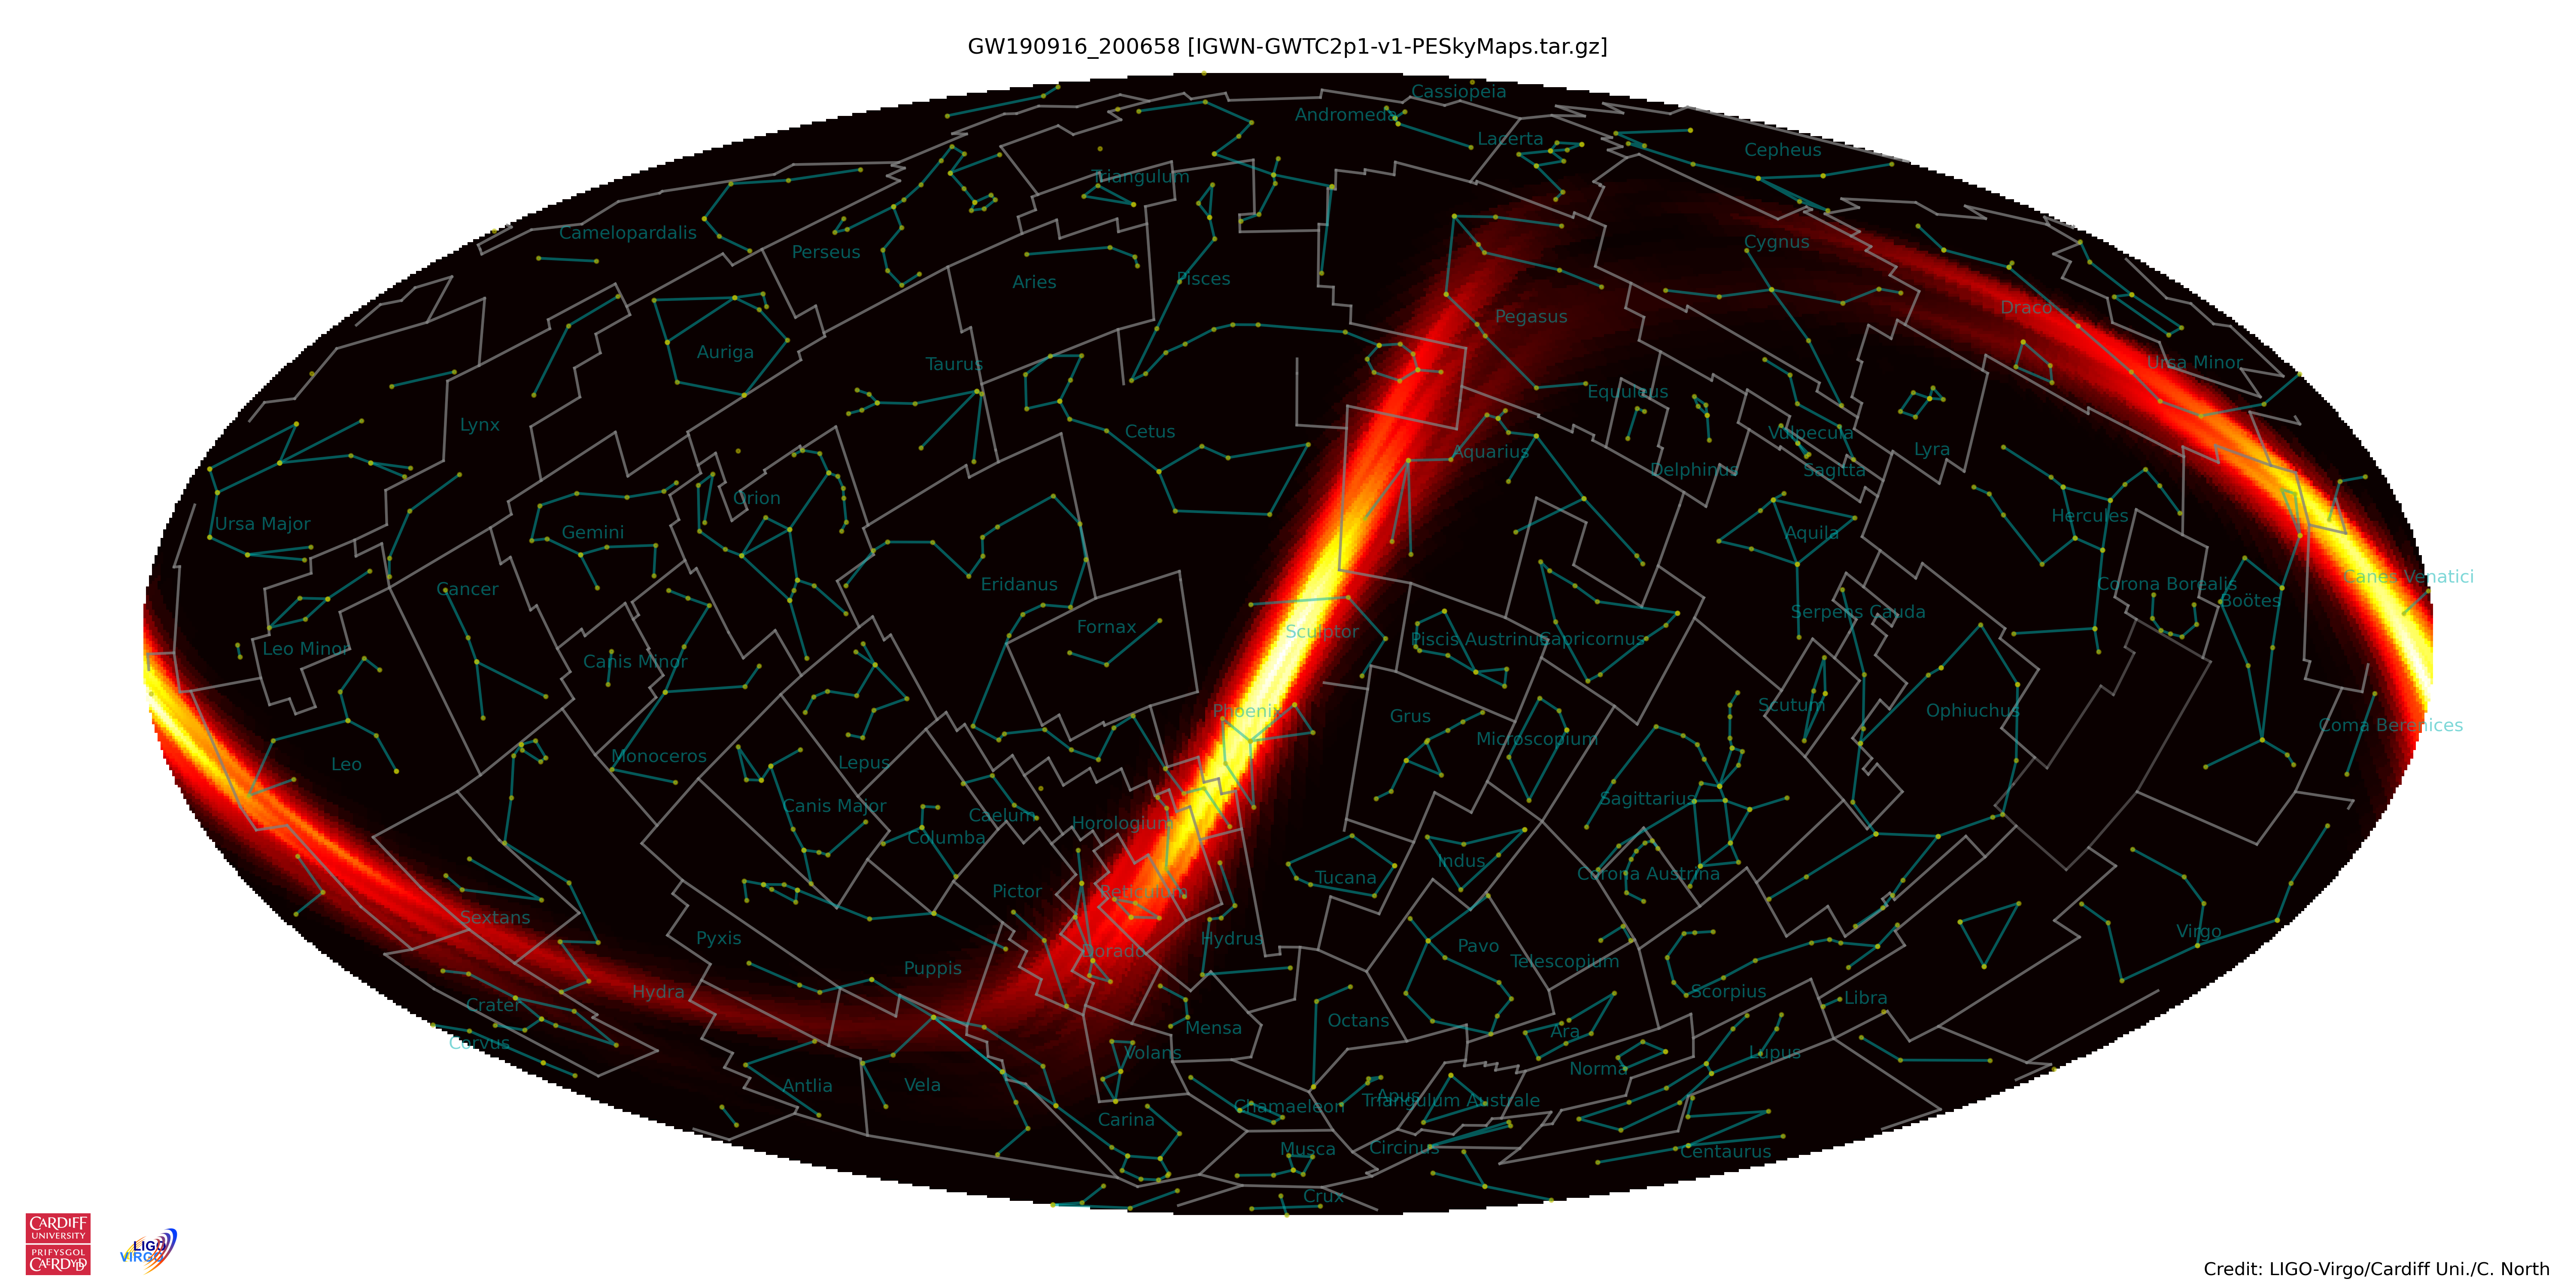 GW190916_200658 [IGWN-GWTC2p1-v1-PESkyMaps.tar.gz]
Cassiopeia
Andromeda
Lacerta
Cepheus
Triangulum
Camelopardalis
Perseus
Cygnus
Aries
Pisces
Draco
Pegasus
Auriga
Taurus
Ursa Minor
Equuleus
Lynx
Cetus
Vulpecula
Aquarius
Lyra
Delphinus
Sagitta
Orion
Ursa Major
Hercules
Gemini
Aquila
Canes Venatici
Cancer
Eridanus
Corona Borealis
Boötes
Serpens Cauda
Fornax
Sculptor
Piscis Austrinus
Capricornus
Leo Minor
Canis Minor
Scutum
Phoenix
Grus
Ophiuchus
Coma Berenices
Microscopium
Monoceros
Leo
Lepus
Sagittarius
Canis Major
Caelum
Horologium
Columba
Indus
Corona Austrina
Tucana
Pictor
Reticulum
Sextans
Pyxis
Hydrus
Virgo
Dorado
Pavo
Telescopium
Puppis
Hydra
Scorpius
Libra
Crater
Octans
Mensa
Ara
Corvus
Volans
Lupus
Norma
Antlia
Vela
Apus
Triangulum Australe
Chamaeleon
Carina
Musca
Circinus
Centaurus
Crux
CARDIFF
UNIVERSITY
PRIFYSGOL
CAERDYDD
LIGO
VIRGO
Credit: LIGO-Virgo/Cardiff Uni./C. North